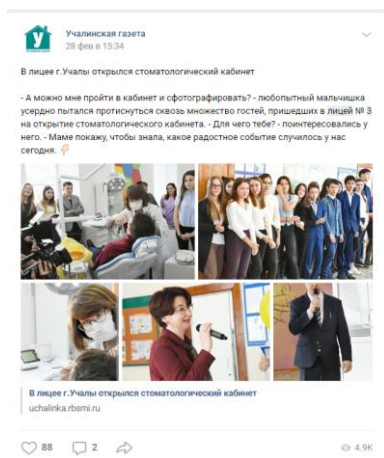 У
Учалинская газета
28 фев в 15:34
В лицее г.Учалы открылся стоматологический кабинет
- А можно мне пройти в кабинет и сфотографировать? - любопытный мальчишка
усердно пытался протиснуться сквозь множество гостей, пришедших в лицей № 3
на открытие стоматологического кабинета. - Для чего тебе? - поинтересовались у
него. - Маме покажу, чтобы знала, какое радостное событие случилось у нас
сегодня.
В лицее г.Учалы открылся стоматологический кабинет
uchalinka.rbsmi.ru
88 2 4.9K